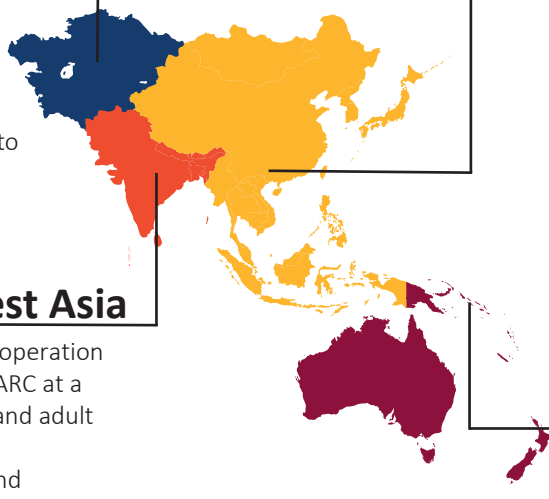 to
est Asia
operation
ARC at a
and adult
nd